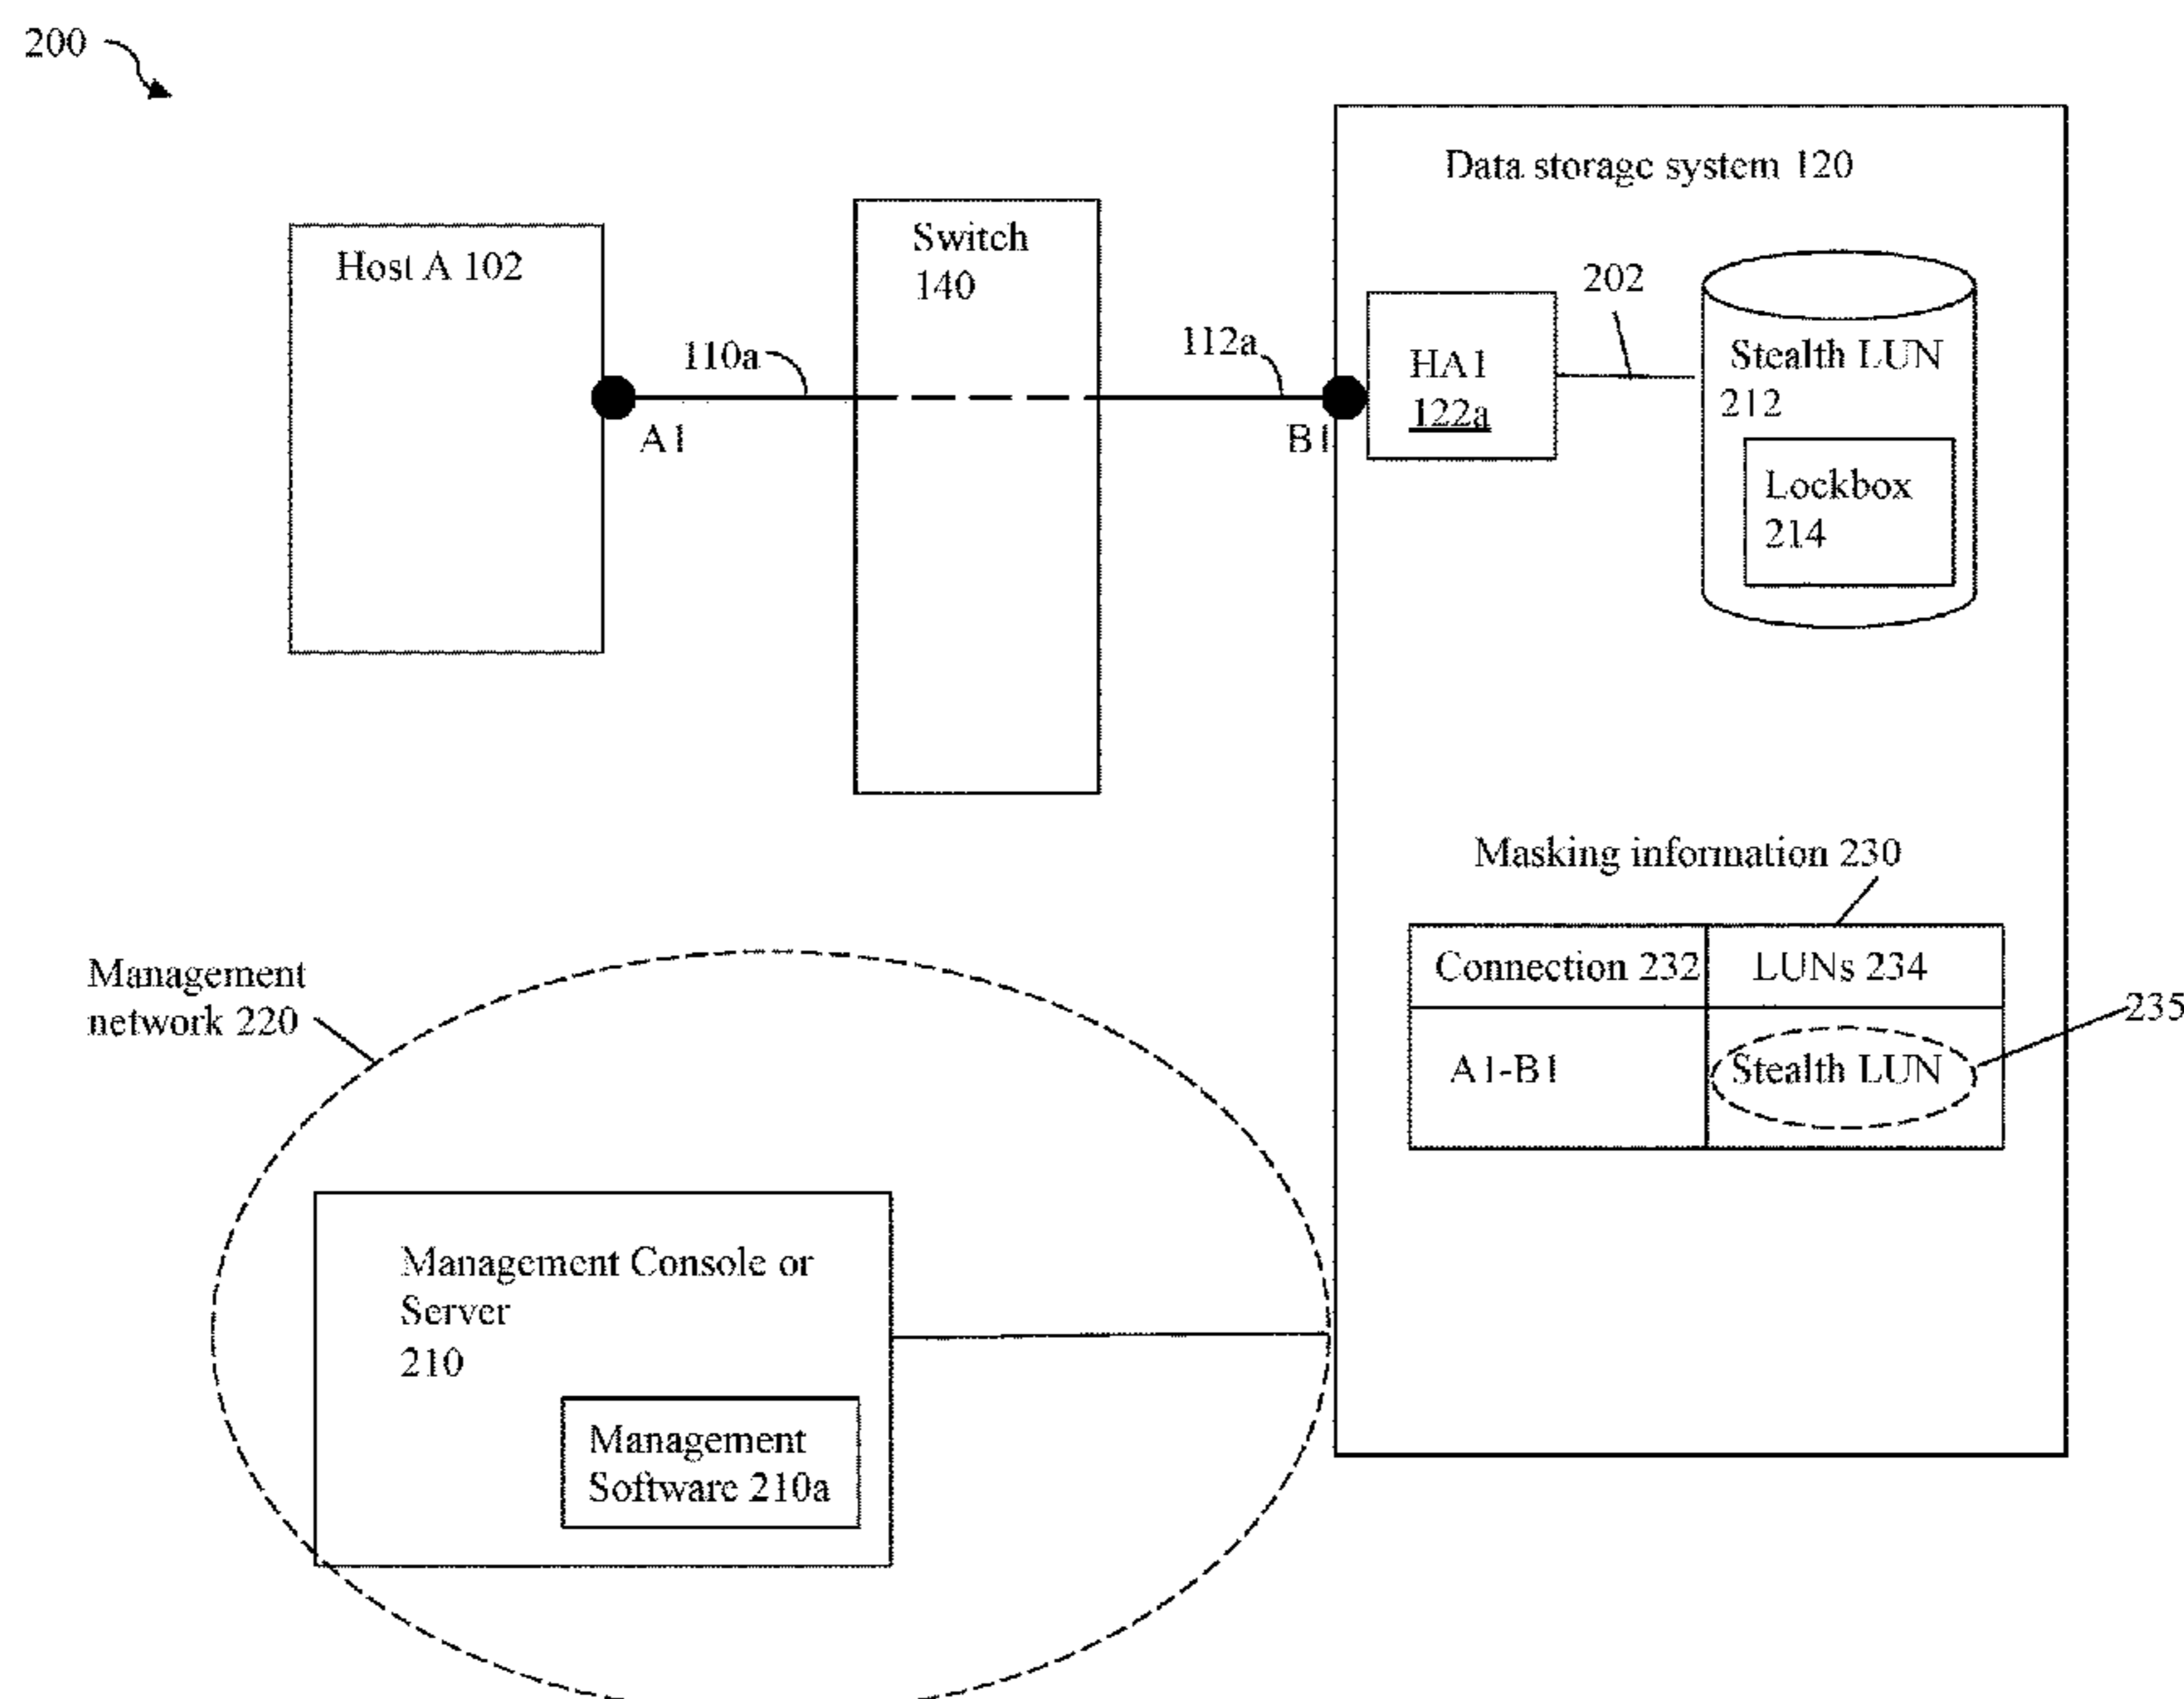 200
Data storage system 120
Host A 102
Switch
140
202
110a
112a
HA1
122a
Stealth LUN
212
A1
B1
Lockbox
214
Masking information 230
Management
network 220
Connection 232
LUNs 234
235
A1-B1
Stealth LUN
Management Console or
Server
210
Management
Software 210a